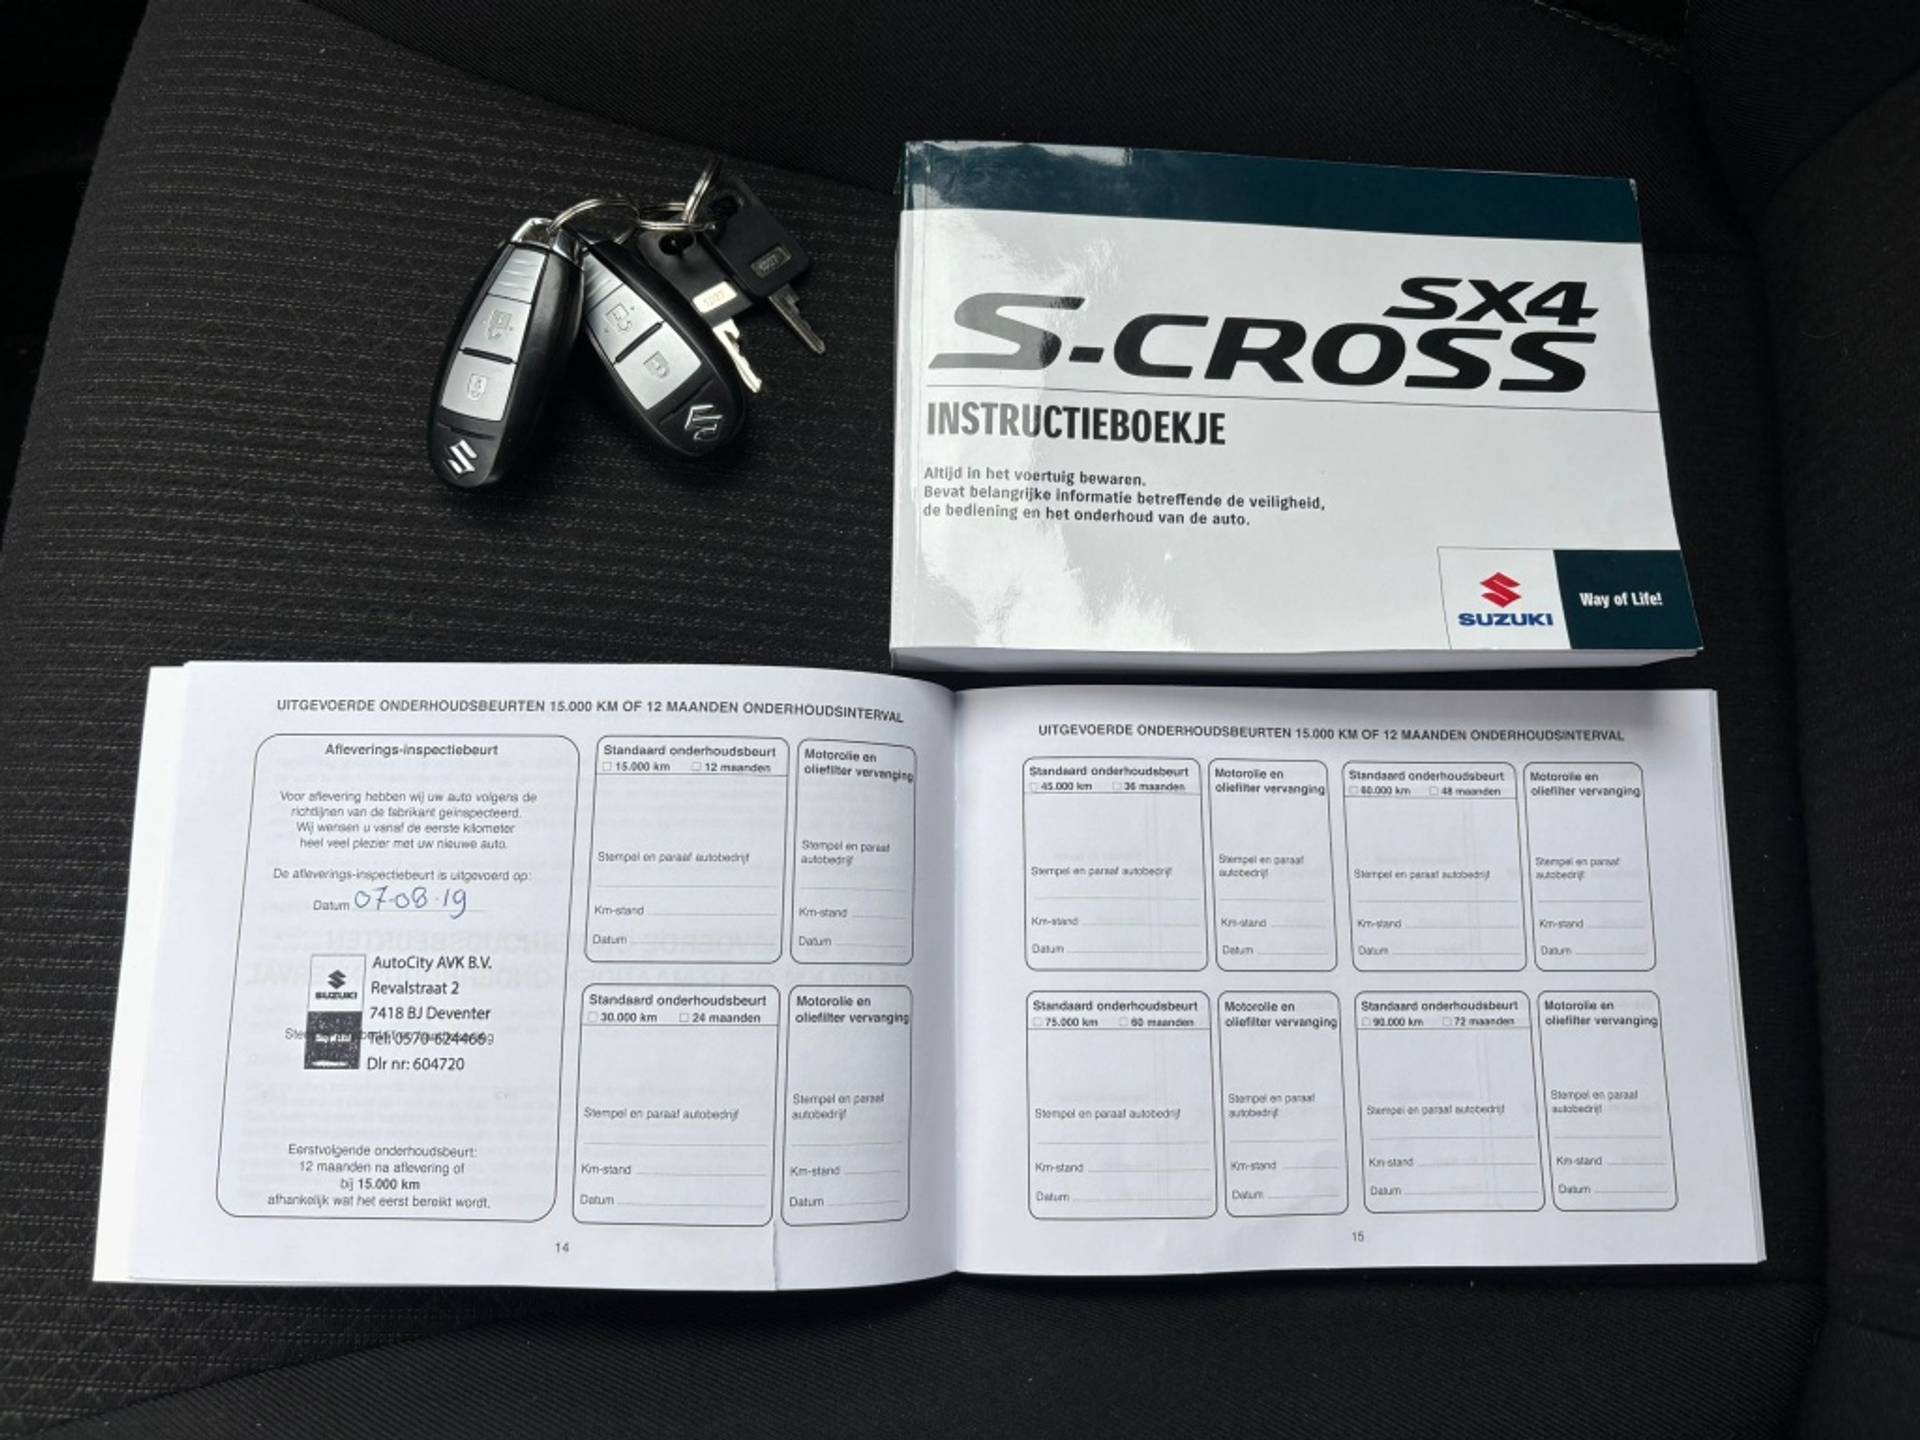 SX4
S-CROSS
INSTRUCTIEBOEKJE
Altijd in het voertuig bewaren.
Bevat belangrijke informatie betreffende de veiligheid,
de bediening en het onderhoud van de auto.
SUZUKI
Way of Life!
UITGEVOERDE ONDERHOUDSBEURTEN 15.000 KM OF 12 MAANDEN ONDERHOUDSINTERVAL
Afleverings-inspectiebeurt
Voor aflevering hebben wij uw auto volgens de
richtlijnen van de fabrikant geïnspecteerd.
Wij wensen u vanaf de eerste kilometer
heel veel plezier met uw nieuwe auto.
De afleverings-inspectiebeurt is uitgevoerd op:
Datum 07-08-19
SUZUKI
AutoCity AVK B.V.
Revalstraat 2
7418 BJ Deventer
Tel: 0570-624466
Dlr nr: 604720
Eerstvolgende onderhoudsbeurt:
12 maanden na aflevering of
bij 15.000 km
afhankelijk wat het eerst bereikt wordt.
Standaard onderhoudsbeurt
15.000 km 12 maanden
Stempel en paraaf autobedrijf
Km-stand
Datum
Motorolie en
oliefilter vervanging
Stempel en paraaf
autobedrijf
Km-stand
Datum
Standaard onderhoudsbeurt
30.000 km 24 maanden
Stempel en paraaf autobedrijf
Km-stand
Datum
Motorolie en
oliefilter vervanging
Stempel en paraaf
autobedrijf
Km-stand
Datum
14
UITGEVOERDE ONDERHOUDSBEURTEN 15.000 KM OF 12 MAANDEN ONDERHOUDSINTERVAL
Standaard onderhoudsbeurt
45.000 km 36 maanden
Stempel en paraaf autobedrijf
Km-stand
Datum
Motorolie en
oliefilter vervanging
Stempel en paraaf
autobedrijf
Km-stand
Datum
Standaard onderhoudsbeurt
60.000 km 48 maanden
Stempel en paraaf autobedrijf
Km-stand
Datum
Motorolie en
oliefilter vervanging
Stempel en paraaf
autobedrijf
Km-stand
Datum
Standaard onderhoudsbeurt
75.000 km 60 maanden
Stempel en paraaf autobedrijf
Km-stand
Datum
Motorolie en
oliefilter vervanging
Stempel en paraaf
autobedrijf
Km-stand
Datum
Standaard onderhoudsbeurt
90.000 km 72 maanden
Stempel en paraaf autobedrijf
Km-stand
Datum
Motorolie en
oliefilter vervanging
Stempel en paraaf
autobedrijf
Km-stand
Datum
15